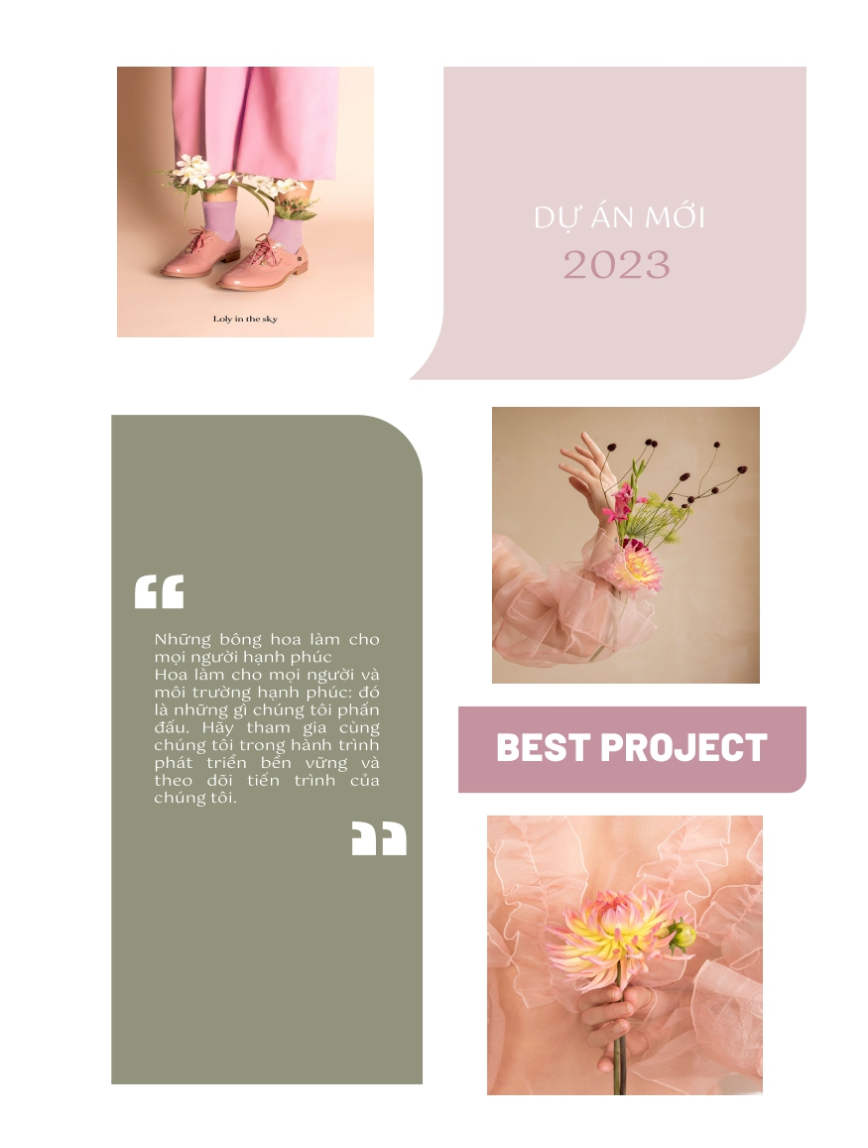 DỰ ÁN MỚI
2023
Loly in the sky
“
Những bông hoa làm cho
mọi người hạnh phúc
Hoa làm cho mọi người và
môi trường hạnh phúc: đó
là những gì chúng tôi phấn
đấu. Hãy tham gia cùng
chúng tôi trong hành trình
phát triển bền vững và
theo dõi tiến trình của
chúng tôi.
”
BEST PROJECT